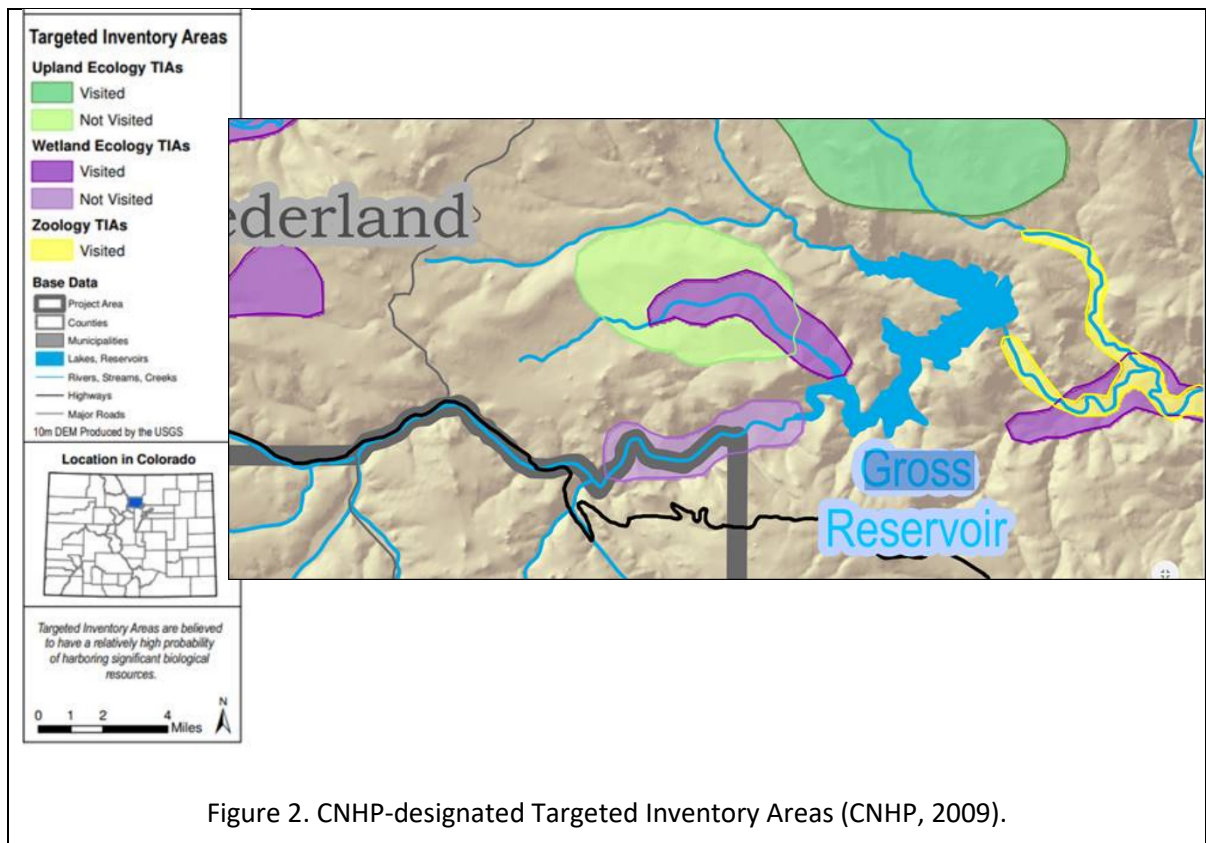 Targeted Inventory Areas
Upland Ecology TIAs
Visited
Not Visited
Wetland Ecology TIAs
Visited
Not Visited
Zoology TIAs
Visited
Base Data
Project Area
Counties
Municipalities
Lakes, Reservoirs
Rivers, Streams, Creeks
Highways
Major Roads
10m DEM Produced by the USGS
Location in Colorado
Targeted Inventory Areas are believed
to have a relatively high probability
of harboring significant biological
resources.
N
0 1 2 4
Miles
ederland
Gross
Reservoir
Figure 2. CNHP-designated Targeted Inventory Areas (CNHP, 2009).